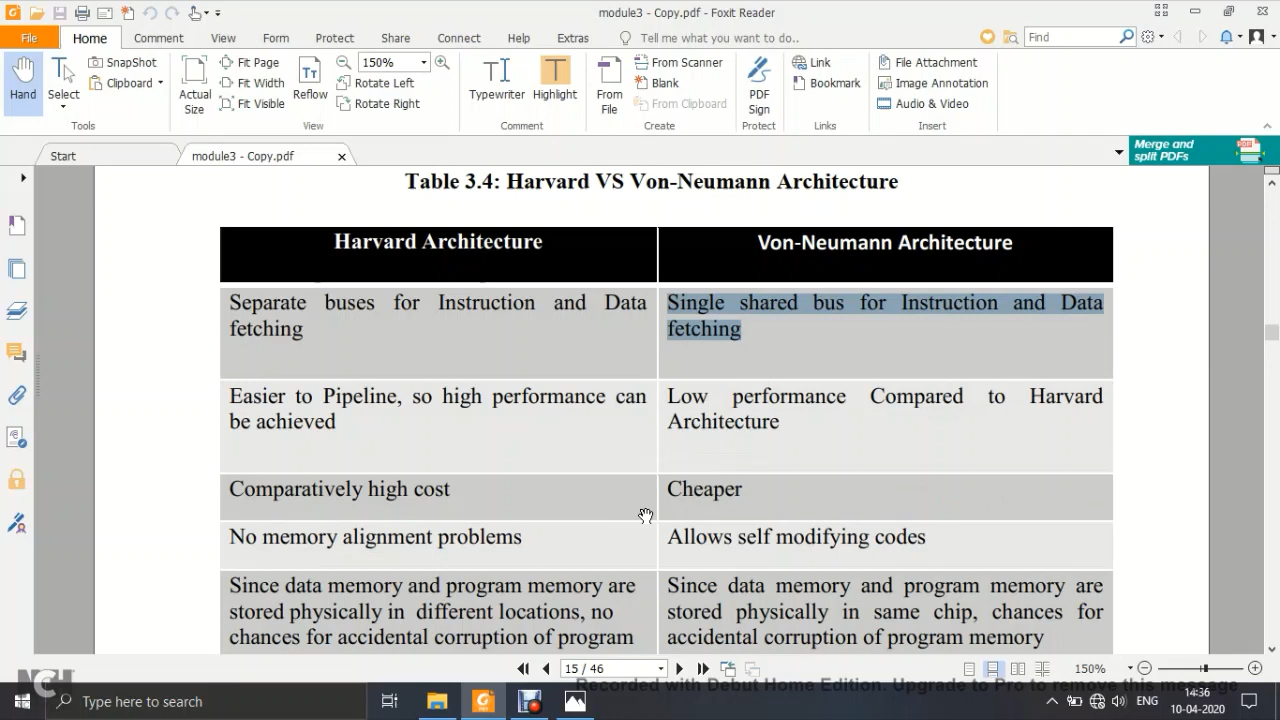 module3 - Copy.pdf - Foxit Reader
File Home Comment View Form Protect Share Connect Help Extras Tell me what you want to do.. Find
Hand
Select
SnapShot
Clipboard
Tools
Actual
Size
Fit Page
Fit Width
Fit Visible
Reflow
150%
Rotate Left
Rotate Right
View
Typewriter
Highlight
Comment
From
File
From Scanner
Blank
From Clipboard
Create
PDF
Sign
Protect
Link
Bookmark
Links
File Attachment
Image Annotation
Audio & Video
Insert
Start
module3 - Copy.pdf
Merge and
split PDFs
Table 3.4: Harvard VS Von-Neumann Architecture
Harvard Architecture
Von-Neumann Architecture
Separate buses for Instruction and Data
fetching
Single shared bus for Instruction and Data
fetching
Easier to Pipeline, so high performance can
be achieved
Low performance Compared to Harvard
Architecture
Comparatively high cost
Cheaper
No memory alignment problems
Allows self modifying codes
Since data memory and program memory are
stored physically in different locations, no
chances for accidental corruption of program
Since data memory and program memory are
stored physically in same chip, chances for
accidental corruption of program memory
15 / 46
150%
NCH
Recorded with Debut Home Edition. Upgrade to Pro to remove this message
Type here to search
ENG
14:36
10-04-2020